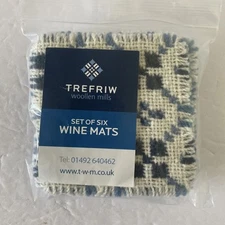 TREFRIW
woollen mills
SET OF SIX
WINE MATS
Tel: 01492 640462
www.t-w-m.co.uk